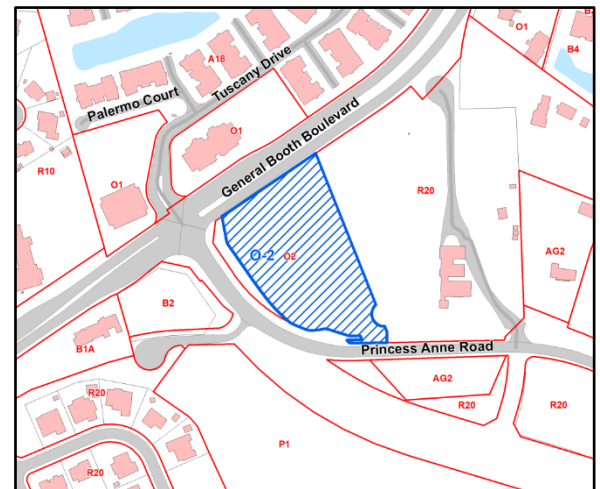 O1
B4
A18
Tuscany Drive
Palermo Court
O1
General Booth Boulevard
R10
O1
R20
AG2
O-2
O2
B2
B1A
Princess Anne Road
AG2
R20
R20
R20
P1